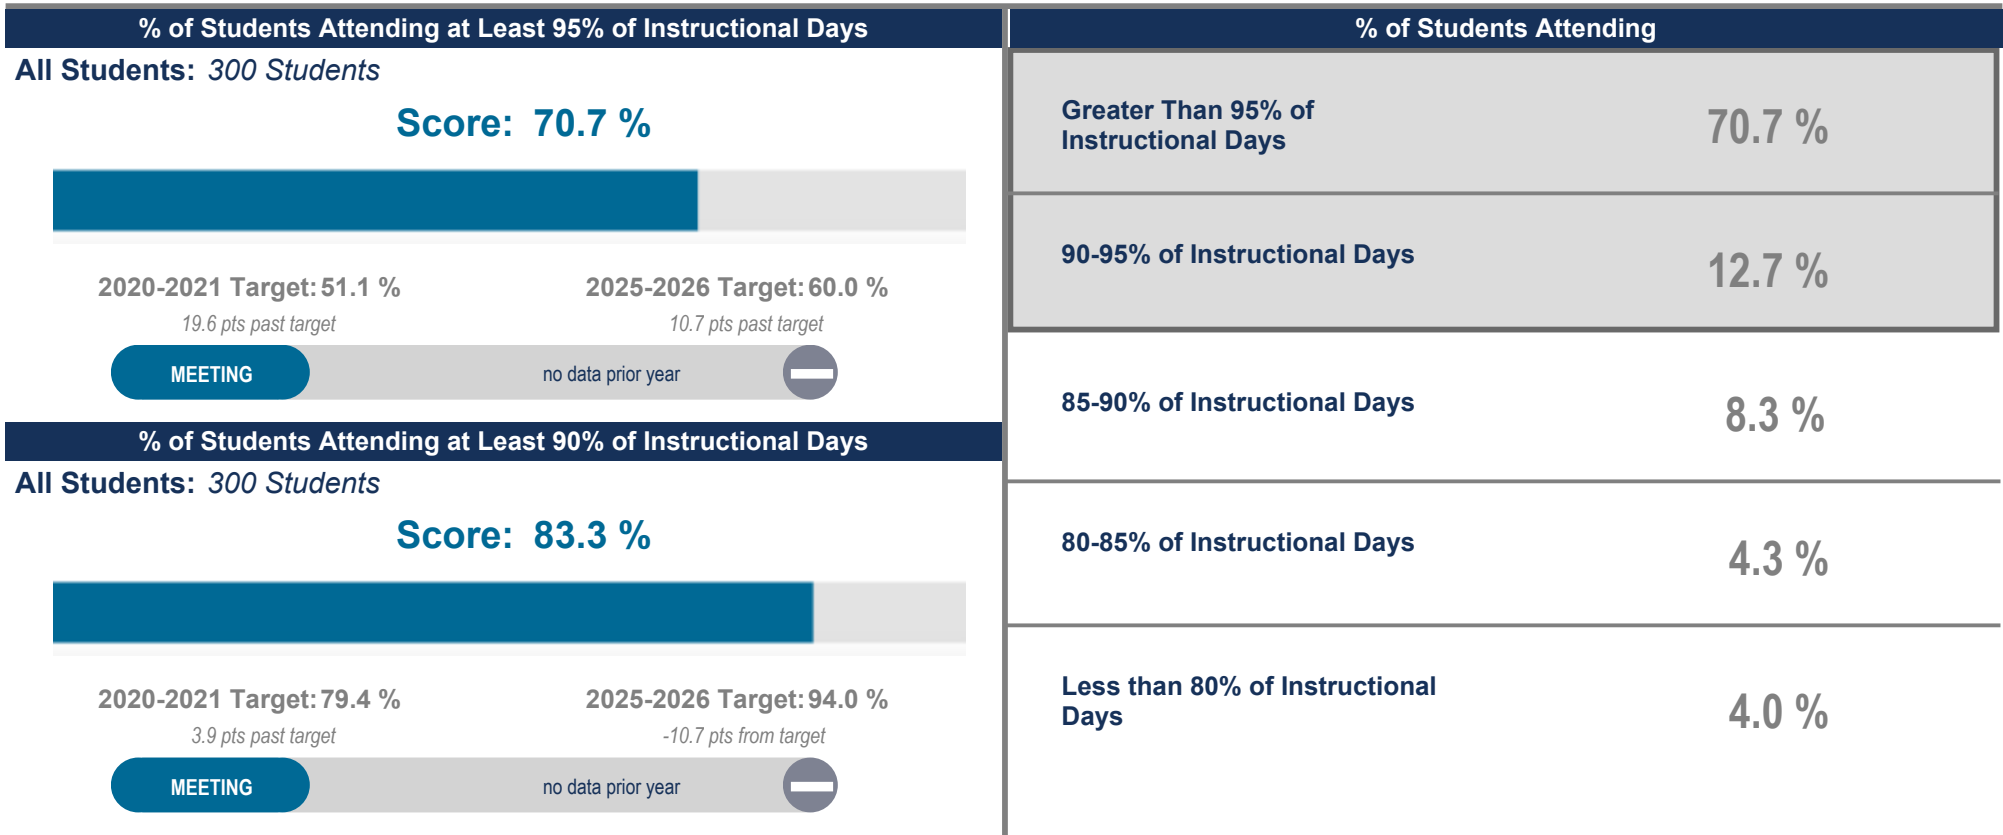 % of Students Attending at Least 95% of Instructional Days
All Students: 300 Students
Score: 70.7 %
2020-2021 Target: 51.1 % 2025-2026 Target: 60.0 %
19.6 pts past target 10.7 pts past target
MEETING no data prior year
% of Students Attending at Least 90% of Instructional Days
All Students: 300 Students
Score: 83.3 %
2020-2021 Target: 79.4 % 2025-2026 Target: 94.0 %
3.9 pts past target -10.7 pts from target
MEETING no data prior year
% of Students Attending
Greater Than 95% of
Instructional Days
70.7 %
90-95% of Instructional Days 12.7 %
85-90% of Instructional Days 8.3 %
80-85% of Instructional Days 4.3 %
Less than 80% of Instructional
Days
4.0 %